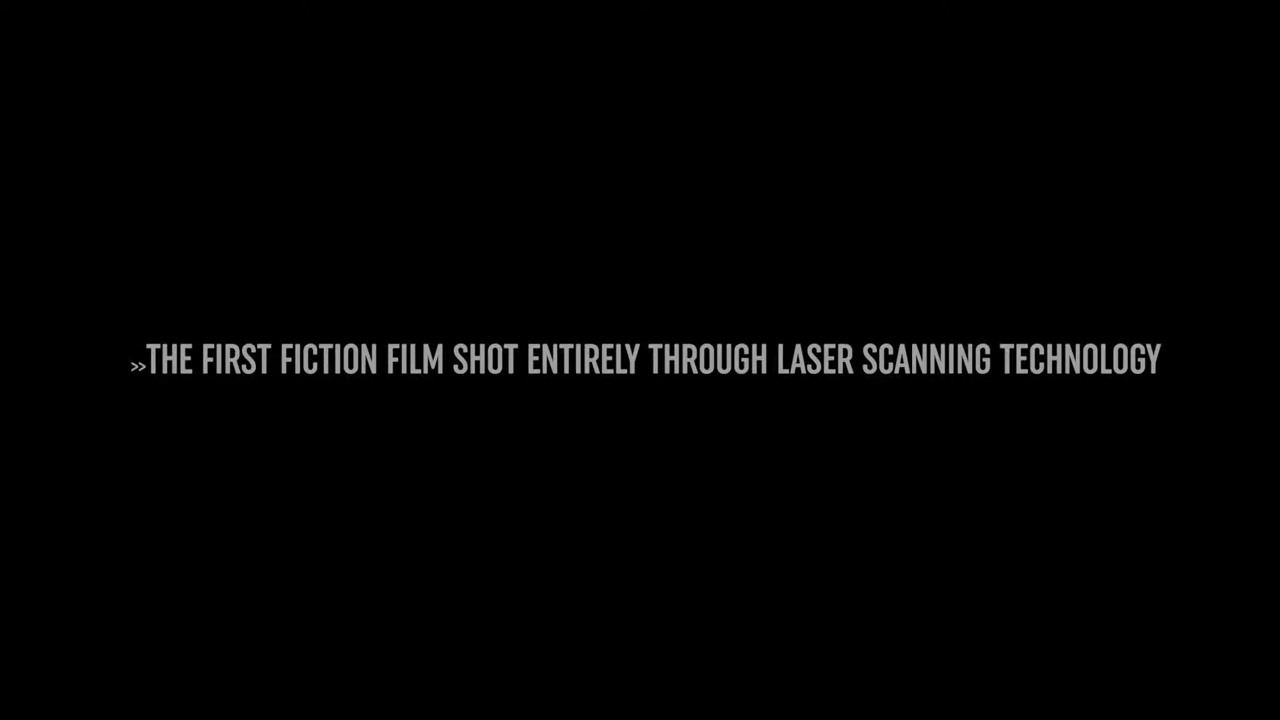 »THE FIRST FICTION FILM SHOT ENTIRELY THROUGH LASER SCANNING TECHNOLOGY